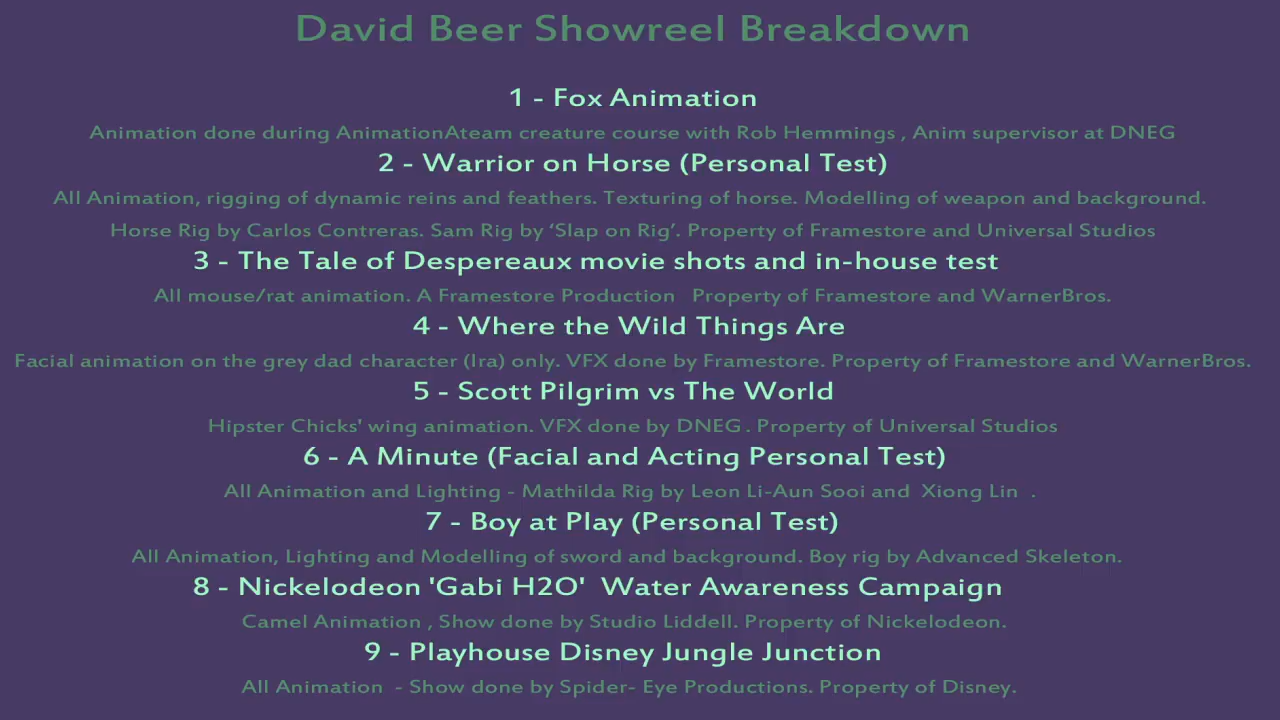 David Beer Showreel Breakdown
1 - Fox Animation
Animation done during AnimationAteam creature course with Rob Hemmings , Anim supervisor at DNEG
2 - Warrior on Horse (Personal Test)
All Animation, rigging of dynamic reins and feathers. Texturing of horse. Modelling of weapon and background.
Horse Rig by Carlos Contreras. Sam Rig by ‘Slap on Rig’. Property of Framestore and Universal Studios
3 - The Tale of Despereaux movie shots and in-house test
All mouse/rat animation. A Framestore Production   Property of Framestore and WarnerBros.
4 - Where the Wild Things Are
Facial animation on the grey dad character (Ira) only. VFX done by Framestore. Property of Framestore and WarnerBros.
5 - Scott Pilgrim vs The World
Hipster Chicks' wing animation. VFX done by DNEG . Property of Universal Studios
6 - A Minute (Facial and Acting Personal Test)
All Animation and Lighting - Mathilda Rig by Leon Li-Aun Sooi and  Xiong Lin  .
7 - Boy at Play (Personal Test)
All Animation, Lighting and Modelling of sword and background. Boy rig by Advanced Skeleton.
8 - Nickelodeon 'Gabi H2O'  Water Awareness Campaign
Camel Animation , Show done by Studio Liddell. Property of Nickelodeon.
9 - Playhouse Disney Jungle Junction
All Animation  - Show done by Spider- Eye Productions. Property of Disney.